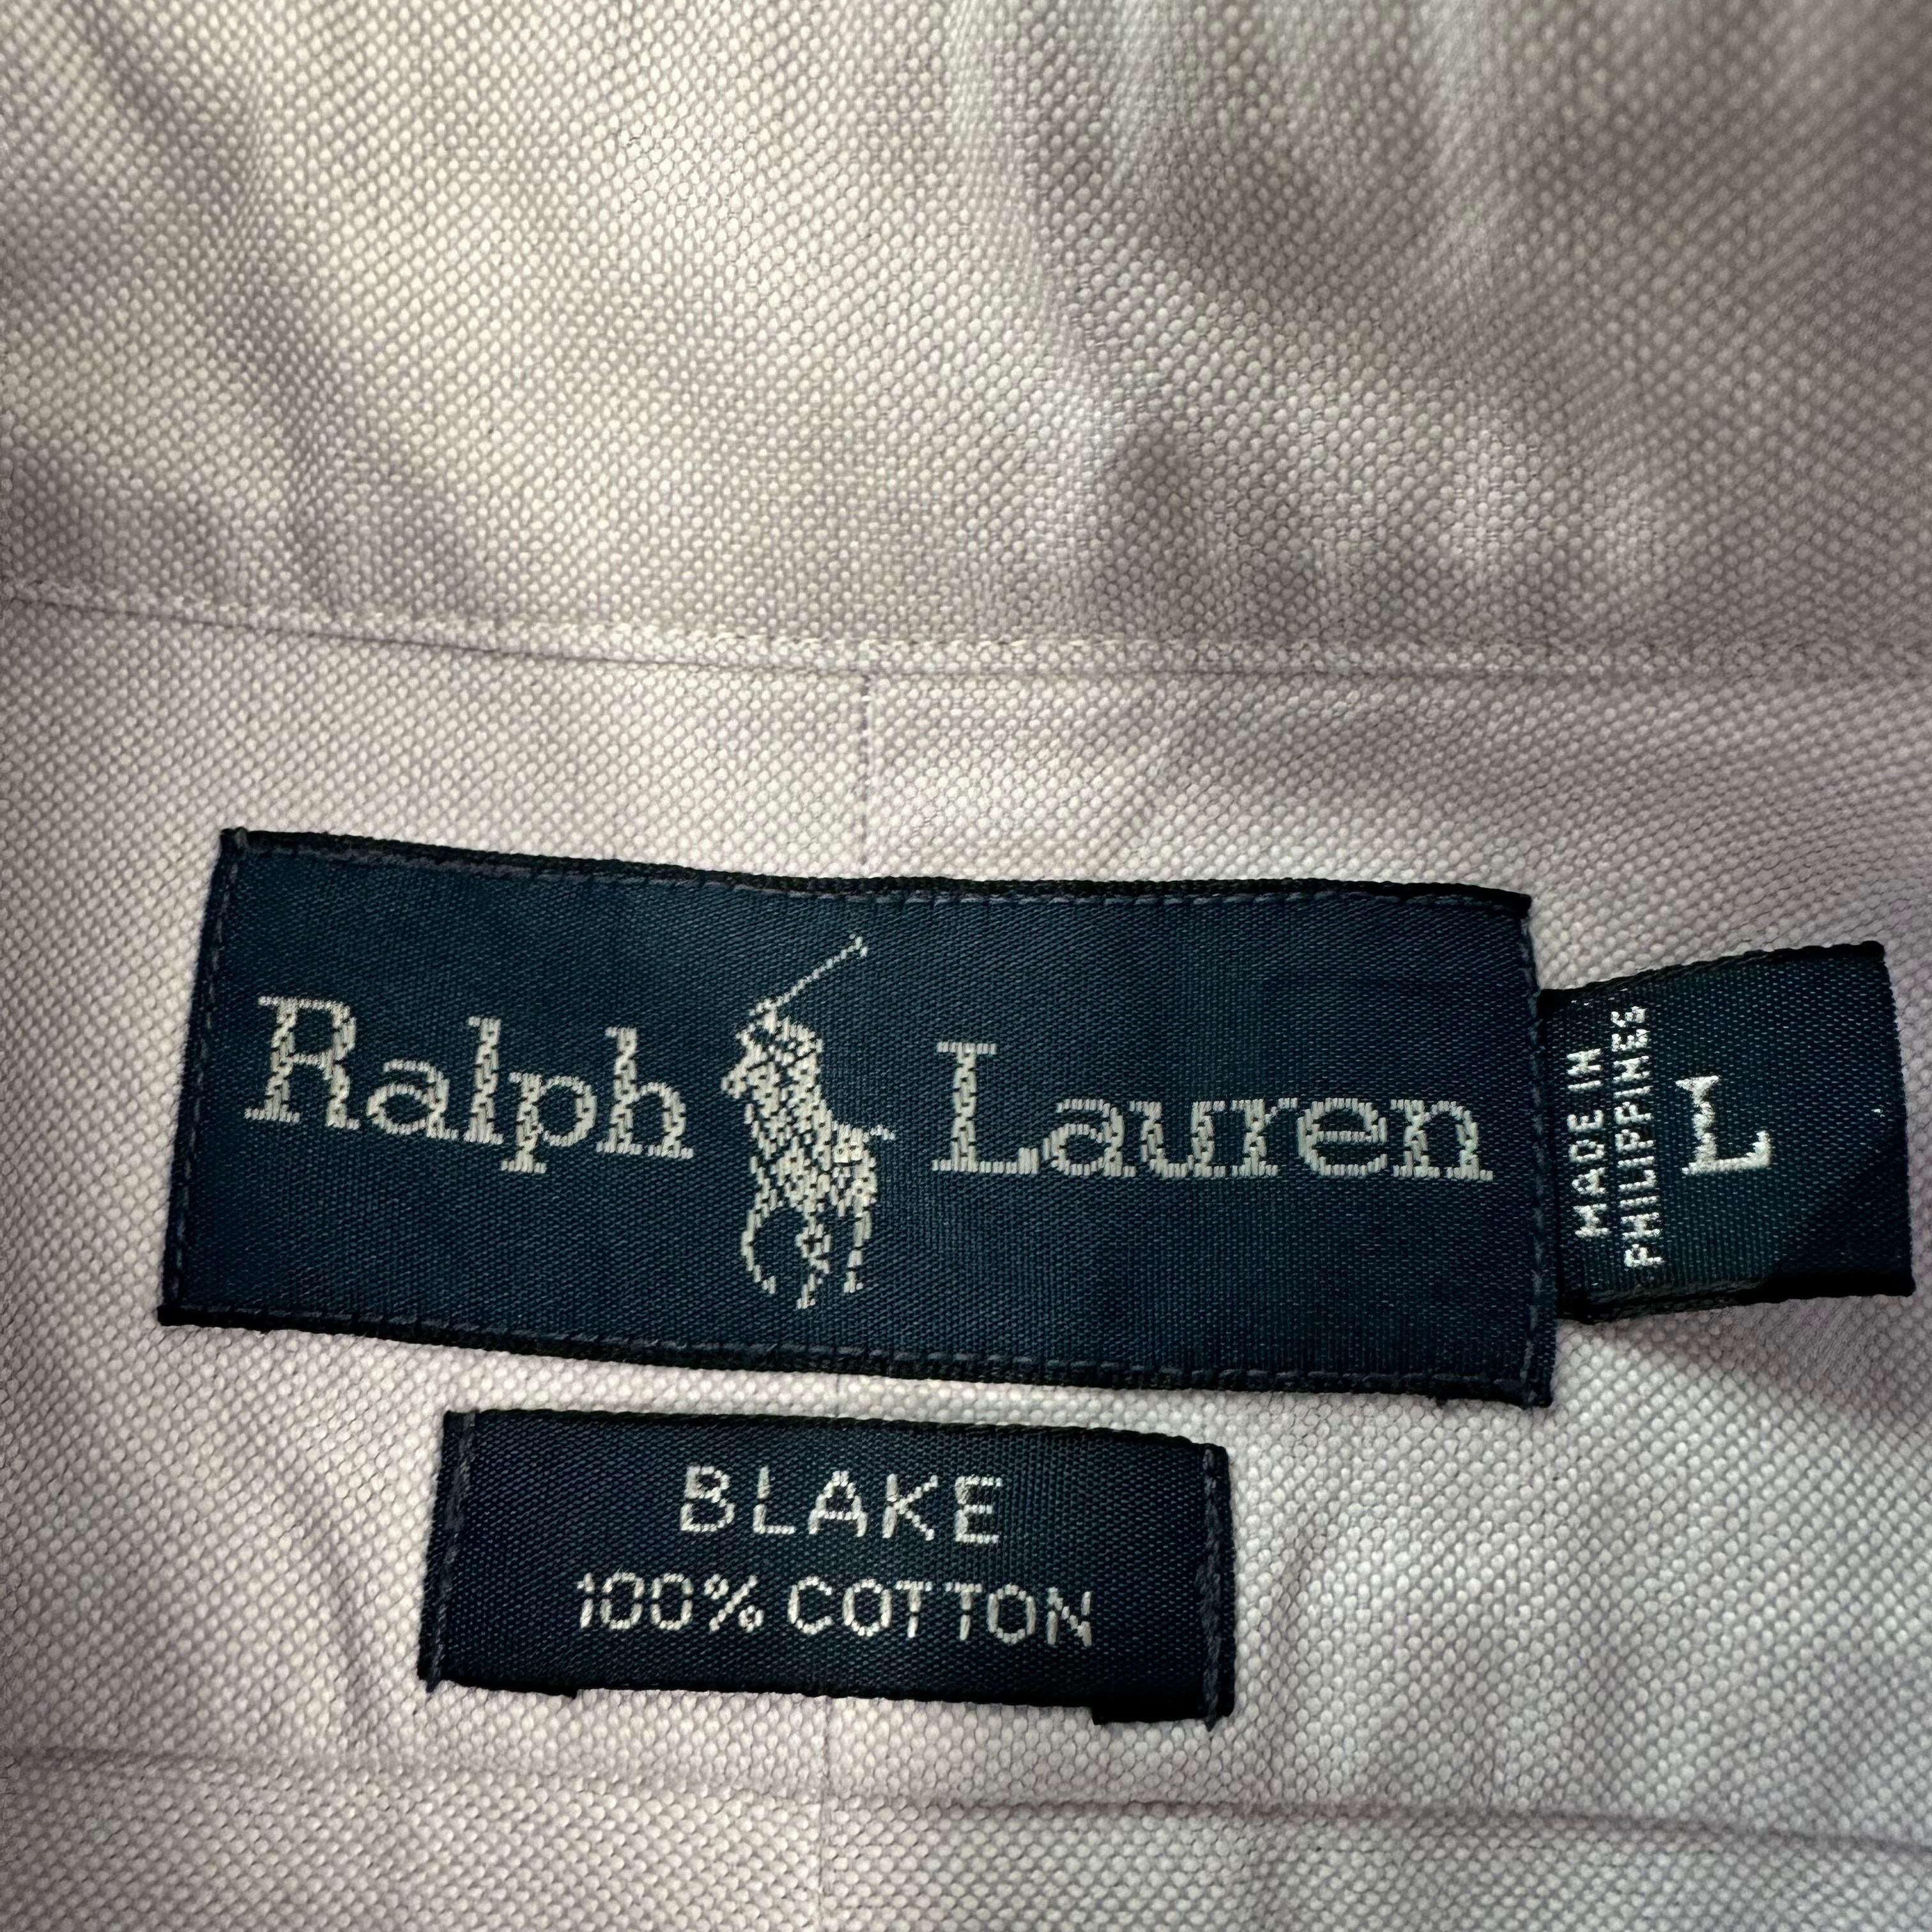 Ralph Lauren
MADE IN
PHILIPPINES
L
BLAKE
100% COTTON